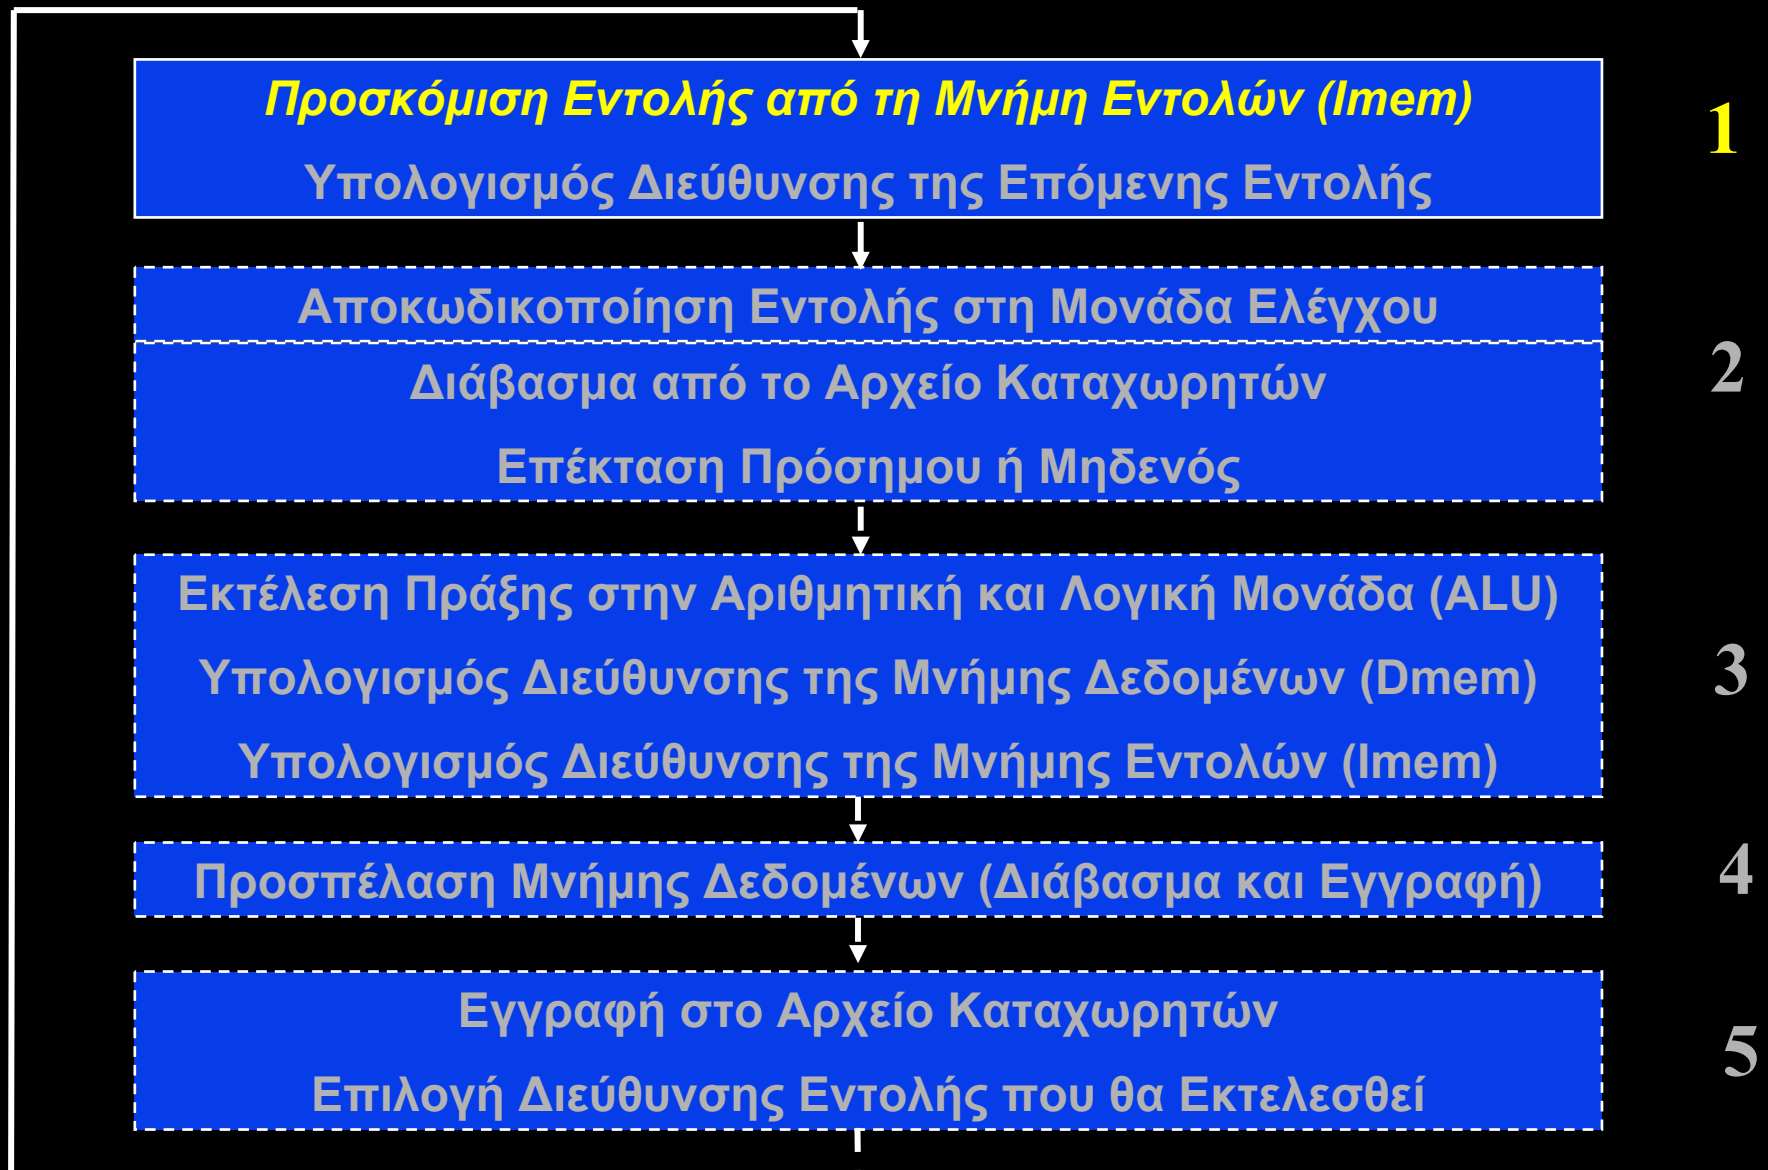 Προσκόμιση Εντολής από τη Μνήμη Εντολών (Imem)
1
Υπολογισμός Διεύθυνσης της Επόμενης Εντολής
Αποκωδικοποίηση Εντολής στη Μονάδα Ελέγχου
2
Διάβασμα από το Αρχείο Καταχωρητών
Επέκταση Πρόσημου ή Μηδενός
Εκτέλεση Πράξης στην Αριθμητική και Λογική Μονάδα (ALU)
Υπολογισμός Διεύθυνσης της Μνήμης Δεδομένων (Dmem)
3
Υπολογισμός Διεύθυνσης της Μνήμης Εντολών (Imem)
Προσπέλαση Μνήμης Δεδομένων (Διάβασμα και Εγγραφή)
4
Εγγραφή στο Αρχείο Καταχωρητών
5
Επιλογή Διεύθυνσης Εντολής που θα Εκτελεσθεί